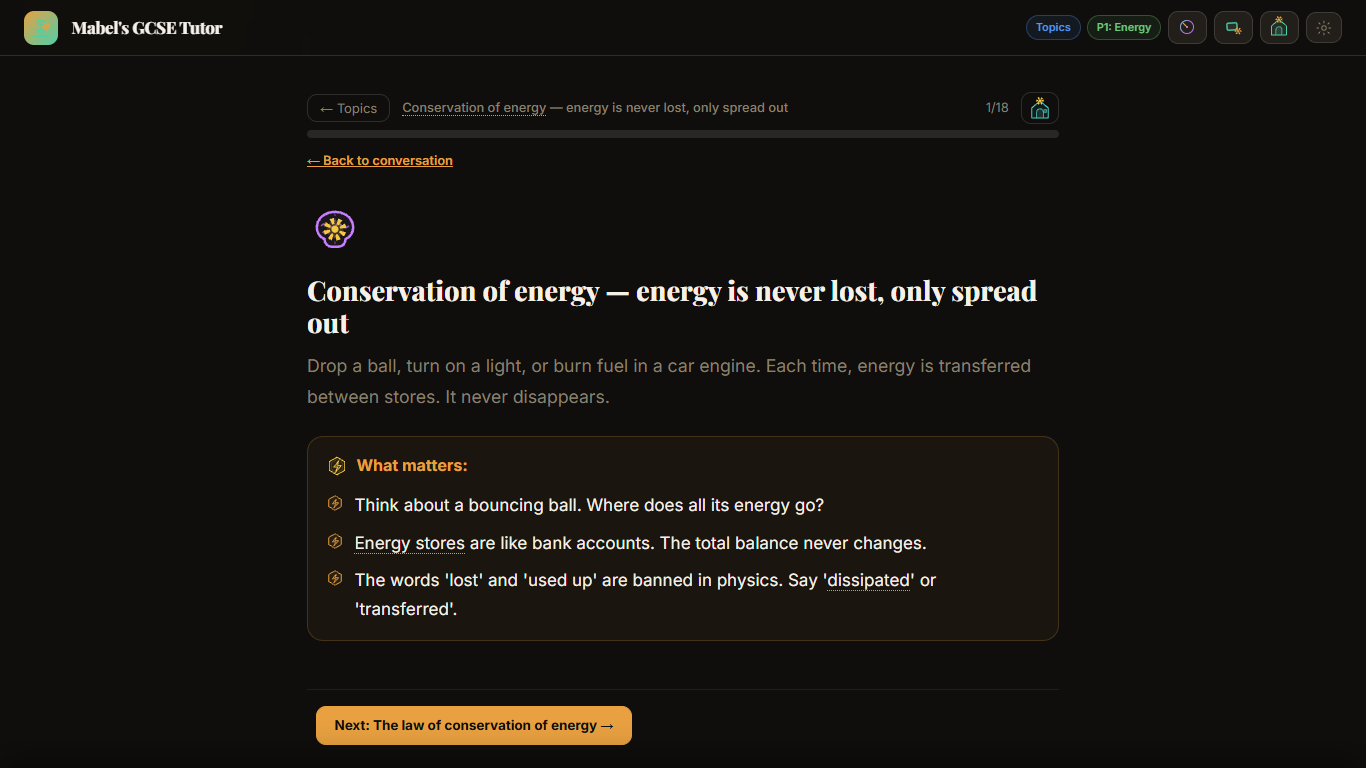 Mabel's GCSE Tutor
Topics
P1: Energy
← Topics
Conservation of energy — energy is never lost, only spread out
1/18
← Back to conversation
Conservation of energy — energy is never lost, only spread
out
Drop a ball, turn on a light, or burn fuel in a car engine. Each time, energy is transferred
between stores. It never disappears.
What matters:
Think about a bouncing ball. Where does all its energy go?
Energy stores are like bank accounts. The total balance never changes.
The words 'lost' and 'used up' are banned in physics. Say 'dissipated' or
'transferred'.
Next: The law of conservation of energy →